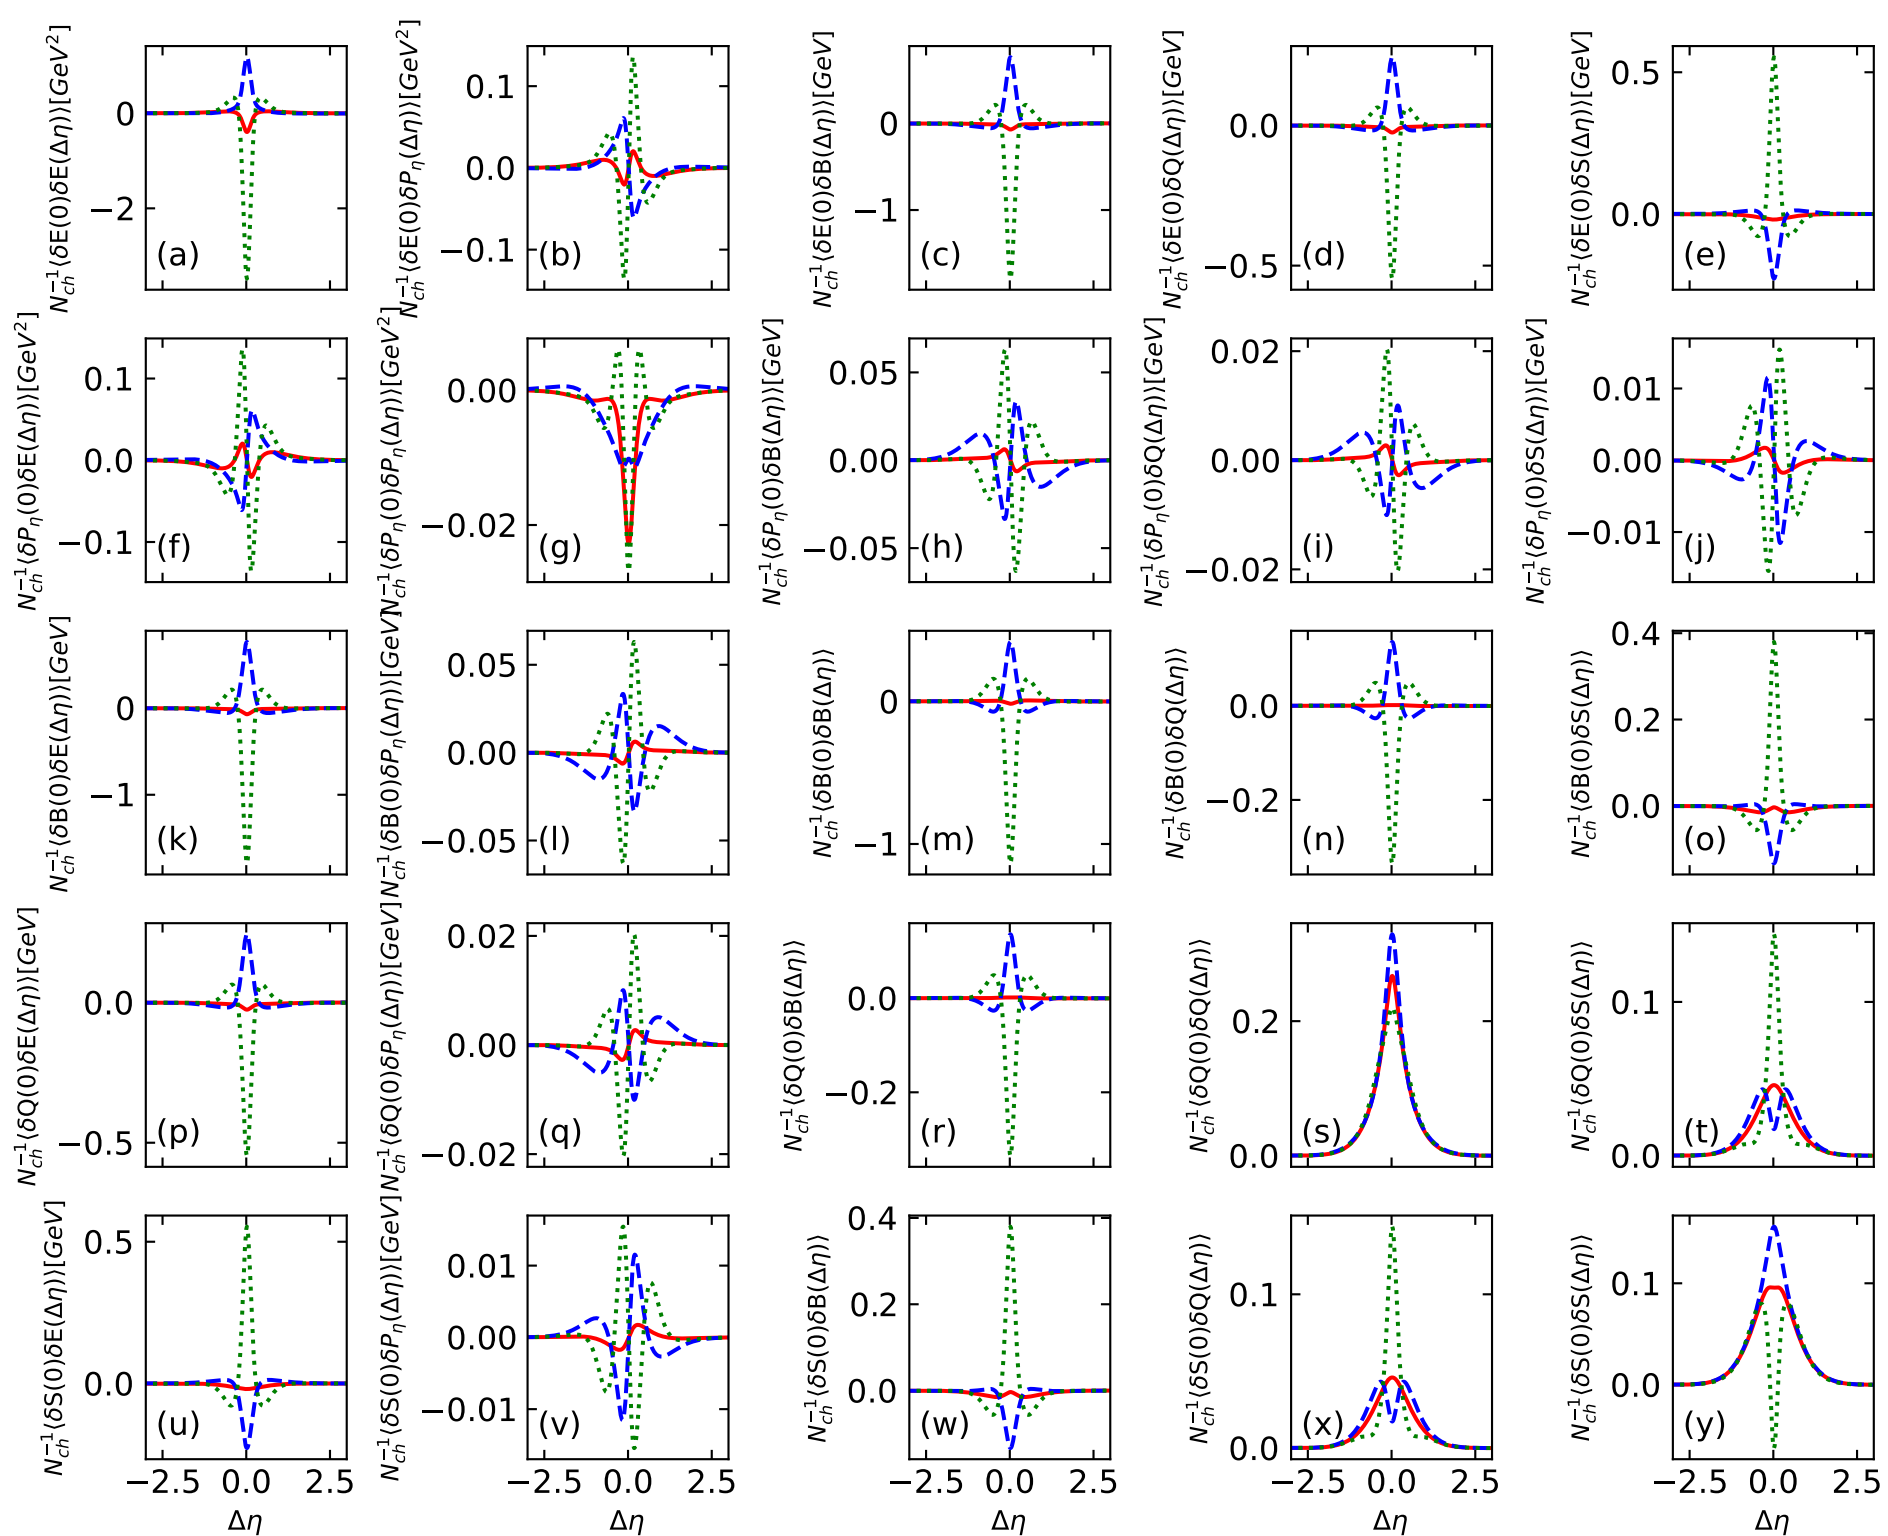 N_{ch}^{-1}⟨δE(0)δE(Δη)⟩[GeV^2]
0
−2
(a)
N_{ch}^{-1}⟨δE(0)δP_η(Δη)⟩[GeV^2]
0.1
0.0
−0.1
(b)
N_{ch}^{-1}⟨δE(0)δB(Δη)⟩[GeV]
0
−1
(c)
N_{ch}^{-1}⟨δE(0)δQ(Δη)⟩[GeV]
0.0
−0.5
(d)
N_{ch}^{-1}⟨δE(0)δS(Δη)⟩[GeV]
0.5
0.0
(e)
N_{ch}^{-1}⟨δP_η(0)δE(Δη)⟩[GeV^2]
0.1
0.0
−0.1
(f)
N_{ch}^{-1}⟨δP_η(0)δP_η(Δη)⟩[GeV^2]
0.00
−0.02
(g)
N_{ch}^{-1}⟨δP_η(0)δB(Δη)⟩[GeV]
0.05
0.00
−0.05
(h)
N_{ch}^{-1}⟨δP_η(0)δQ(Δη)⟩[GeV]
0.02
0.00
−0.02
(i)
N_{ch}^{-1}⟨δP_η(0)δS(Δη)⟩[GeV]
0.01
0.00
−0.01
(j)
N_{ch}^{-1}⟨δB(0)δE(Δη)⟩[GeV]
0
−1
(k)
N_{ch}^{-1}⟨δB(0)δP_η(Δη)⟩[GeV]
0.05
0.00
−0.05
(l)
N_{ch}^{-1}⟨δB(0)δB(Δη)⟩
0
−1
(m)
N_{ch}^{-1}⟨δB(0)δQ(Δη)⟩
0.0
−0.2
(n)
N_{ch}^{-1}⟨δB(0)δS(Δη)⟩
0.4
0.2
0.0
(o)
N_{ch}^{-1}⟨δQ(0)δE(Δη)⟩[GeV]
0.0
−0.5
(p)
N_{ch}^{-1}⟨δQ(0)δP_η(Δη)⟩[GeV]
0.02
0.00
−0.02
(q)
N_{ch}^{-1}⟨δQ(0)δB(Δη)⟩
0.0
−0.2
(r)
N_{ch}^{-1}⟨δQ(0)δQ(Δη)⟩
0.2
0.0
(s)
N_{ch}^{-1}⟨δQ(0)δS(Δη)⟩
0.1
0.0
(t)
N_{ch}^{-1}⟨δS(0)δE(Δη)⟩[GeV]
0.5
0.0
(u)
−2.5 0.0 2.5
Δη
N_{ch}^{-1}⟨δS(0)δP_η(Δη)⟩[GeV]
0.01
0.00
−0.01
(v)
−2.5 0.0 2.5
Δη
N_{ch}^{-1}⟨δS(0)δB(Δη)⟩
0.4
0.2
0.0
(w)
−2.5 0.0 2.5
Δη
N_{ch}^{-1}⟨δS(0)δQ(Δη)⟩
0.1
0.0
(x)
−2.5 0.0 2.5
Δη
N_{ch}^{-1}⟨δS(0)δS(Δη)⟩
0.1
0.0
(y)
−2.5 0.0 2.5
Δη